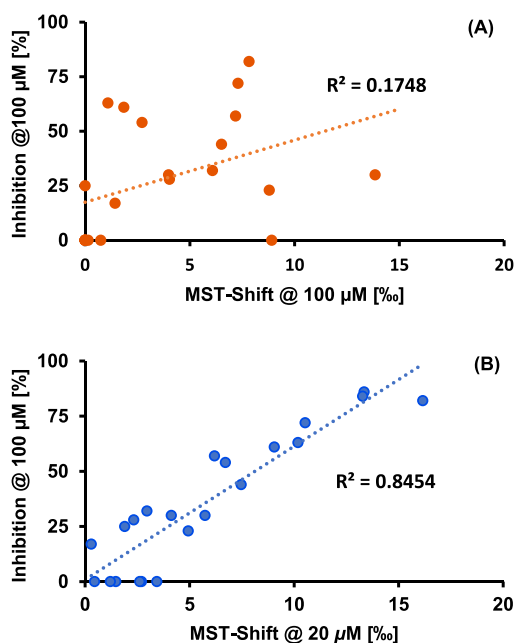 (A)
100
75
50
25
0
Inhibition @100 µM [%]
R² = 0.1748
0 5 10 15 20
MST-Shift @ 100 µM [‰]
(B)
100
75
50
25
0
Inhibition @ 100 µM [%]
R² = 0.8454
0 5 10 15 20
MST-Shift @ 20 µM [‰]